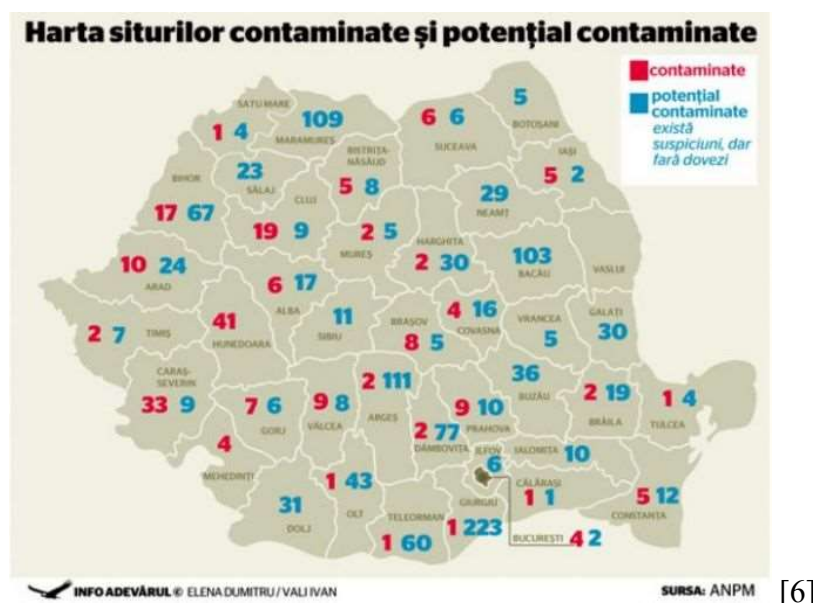 Harta siturilor contaminate și potențial contaminate
contaminate
potențial
contaminate
există
suspiciuni, dar
fară dovezi
SATU MARE
1 4
109
MARAMUREȘ
6 6
SUCEAVA
5
BOTOȘANI
IAȘI
5 2
BIHOR
17 67
23
SĂLAJ
BISTRIȚA-
NĂSĂUD
5 8
CLUJ
19 9
2 5
MUREȘ
29
NEAMȚ
HARGHITA
2 30
103
BACĂU
VASLUI
10 24
ARAD
6 17
ALBA
41
HUNEDOARA
11
SIBIU
BRAȘOV
8 5
4 16
COVASNA
VRANCEA
5
GALAȚI
30
2 7
TIMIȘ
CARAȘ-
SEVERIN
33 9
7 6
GORJ
9 8
VÂLCEA
2 111
ARGEȘ
2 77
DÂMBOVIȚA
9 10
PRAHOVA
36
BUZĂU
2 19
BRĂILA
1 4
TULCEA
4
MEHEDINȚI
31
DOLJ
1 43
OLT
TELEORMAN
1 60
ILFOV
6
IALOMIȚA
10
GIURGIU
1 223
CĂLĂRAȘI
1 1
BUCUREȘTI 4 2
5 12
CONSTANȚA
INFO ADEVĂRUL © ELENA DUMITRU / VALI IVAN
SURSA: ANPM
[6]